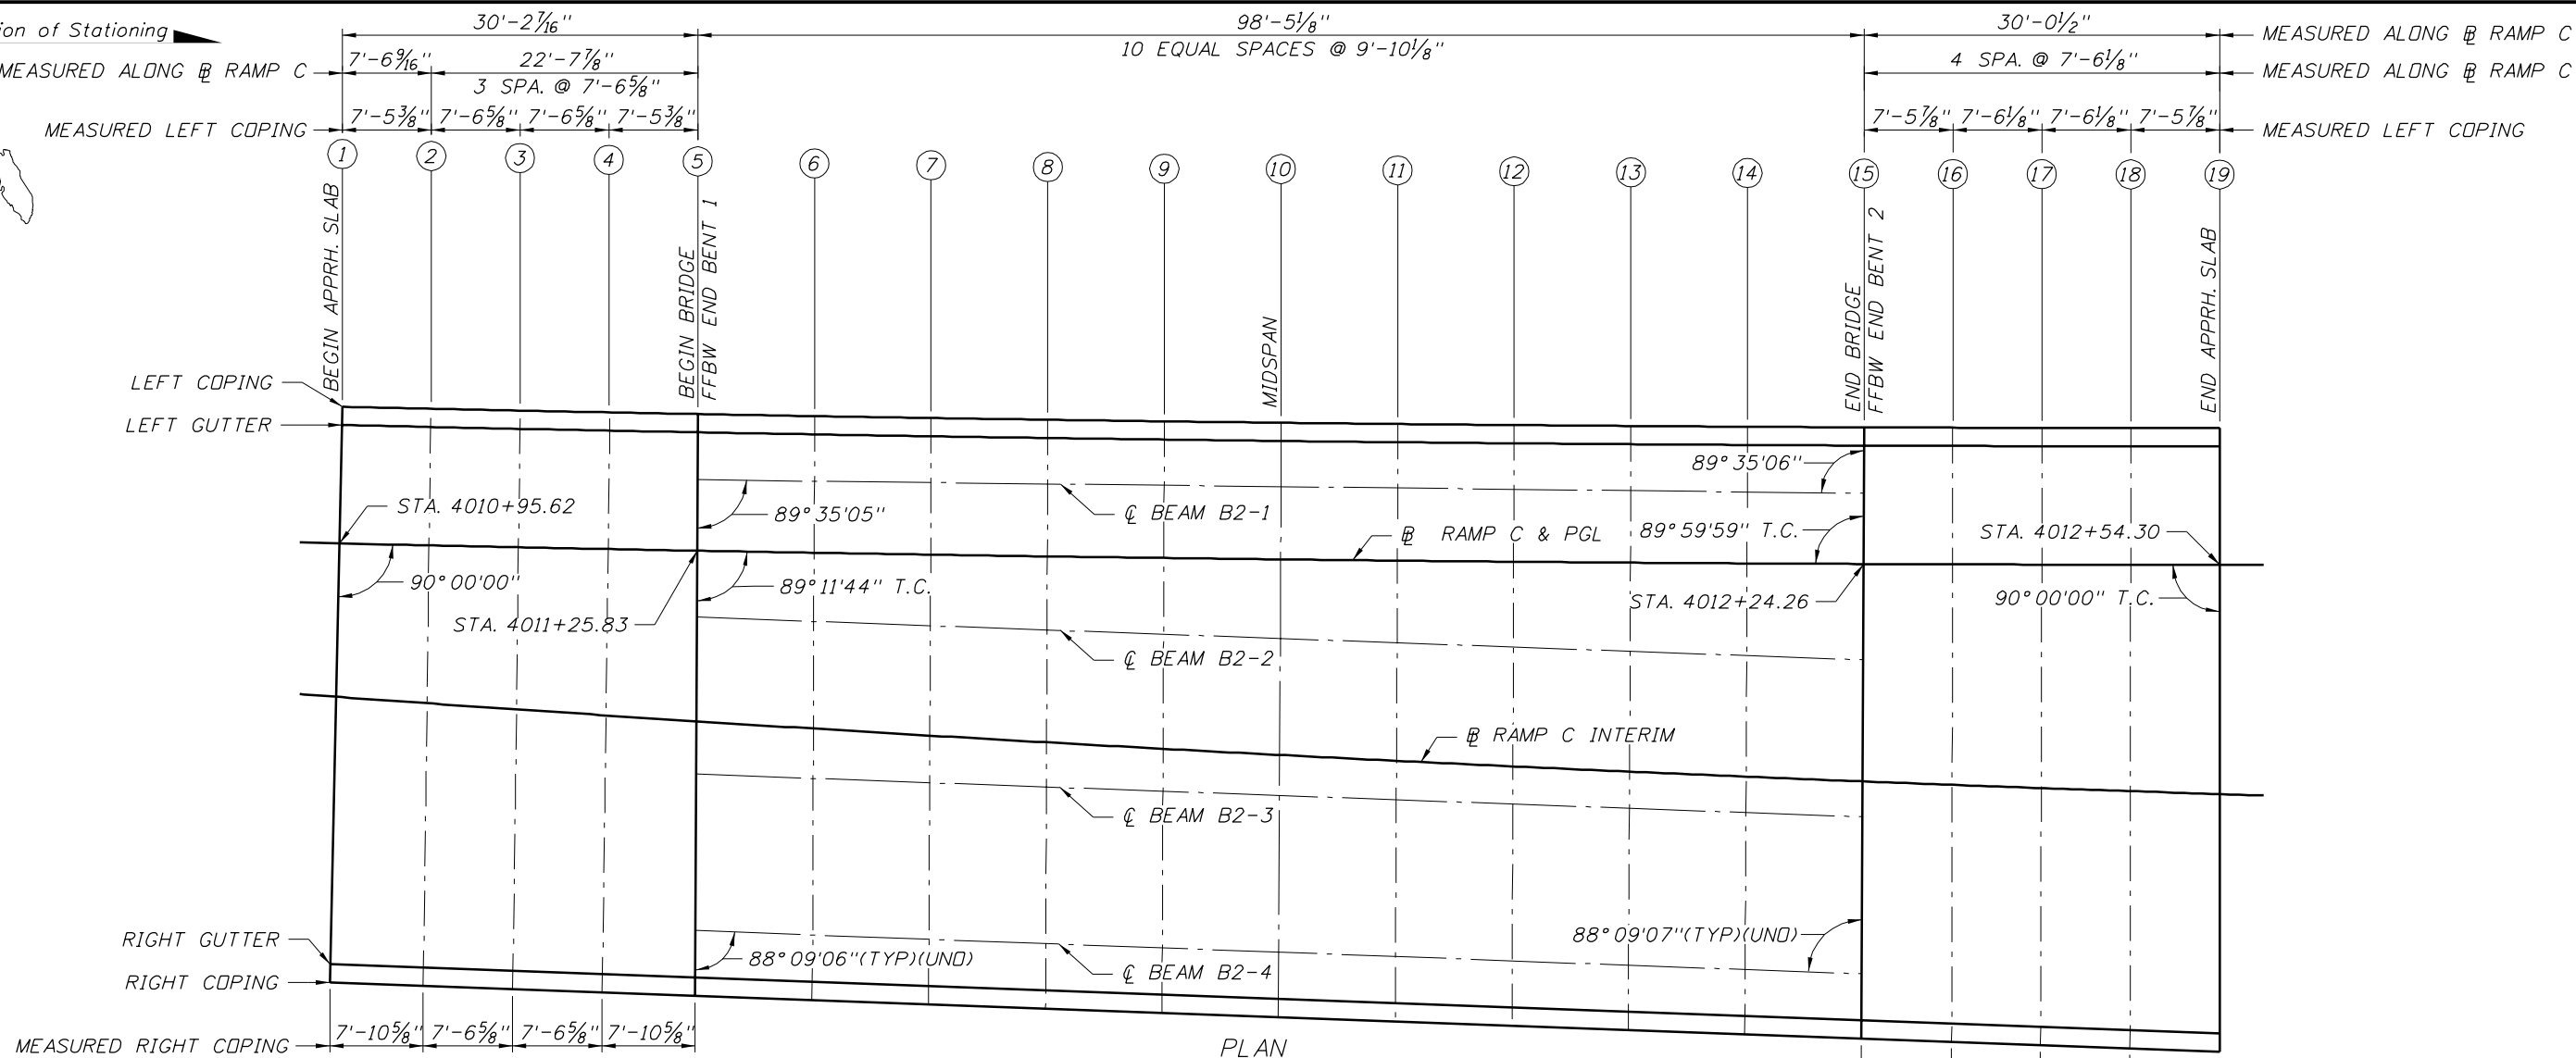 ion of Stationing
30'-2 7/16"
98'-5 1/8"
30'-0 1/2"
MEASURED ALONG ℄ RAMP C
10 EQUAL SPACES @ 9'-10 1/8"
MEASURED ALONG ℄ RAMP C
7'-6 9/16"
22'-7 7/8"
4 SPA. @ 7'-6 1/8"
MEASURED ALONG ℄ RAMP C
3 SPA. @ 7'-6 5/8"
MEASURED LEFT COPING
7'-5 3/8"
7'-6 5/8"
7'-6 5/8"
7'-5 3/8"
7'-5 7/8"
7'-6 1/8"
7'-6 1/8"
7'-5 7/8"
MEASURED LEFT COPING
1
2
3
4
5
6
7
8
9
10
11
12
13
14
15
16
17
18
19
BEGIN APPRH. SLAB
BEGIN BRIDGE
FFBW END BENT 1
MIDSPAN
END BRIDGE
FFBW END BENT 2
END APPRH. SLAB
LEFT COPING
LEFT GUTTER
89°35'06"
STA. 4010+95.62
89°35'05"
℄ BEAM B2-1
℄ RAMP C & PGL
89°59'59" T.C.
STA. 4012+54.30
90°00'00"
89°11'44" T.C.
STA. 4011+25.83
STA. 4012+24.26
90°00'00" T.C.
℄ BEAM B2-2
℄ RAMP C INTERIM
℄ BEAM B2-3
RIGHT GUTTER
88°09'06"(TYP)(UNO)
88°09'07"(TYP)(UNO)
℄ BEAM B2-4
RIGHT COPING
7'-10 5/8"
7'-6 5/8"
7'-6 5/8"
7'-10 5/8"
MEASURED RIGHT COPING
PLAN